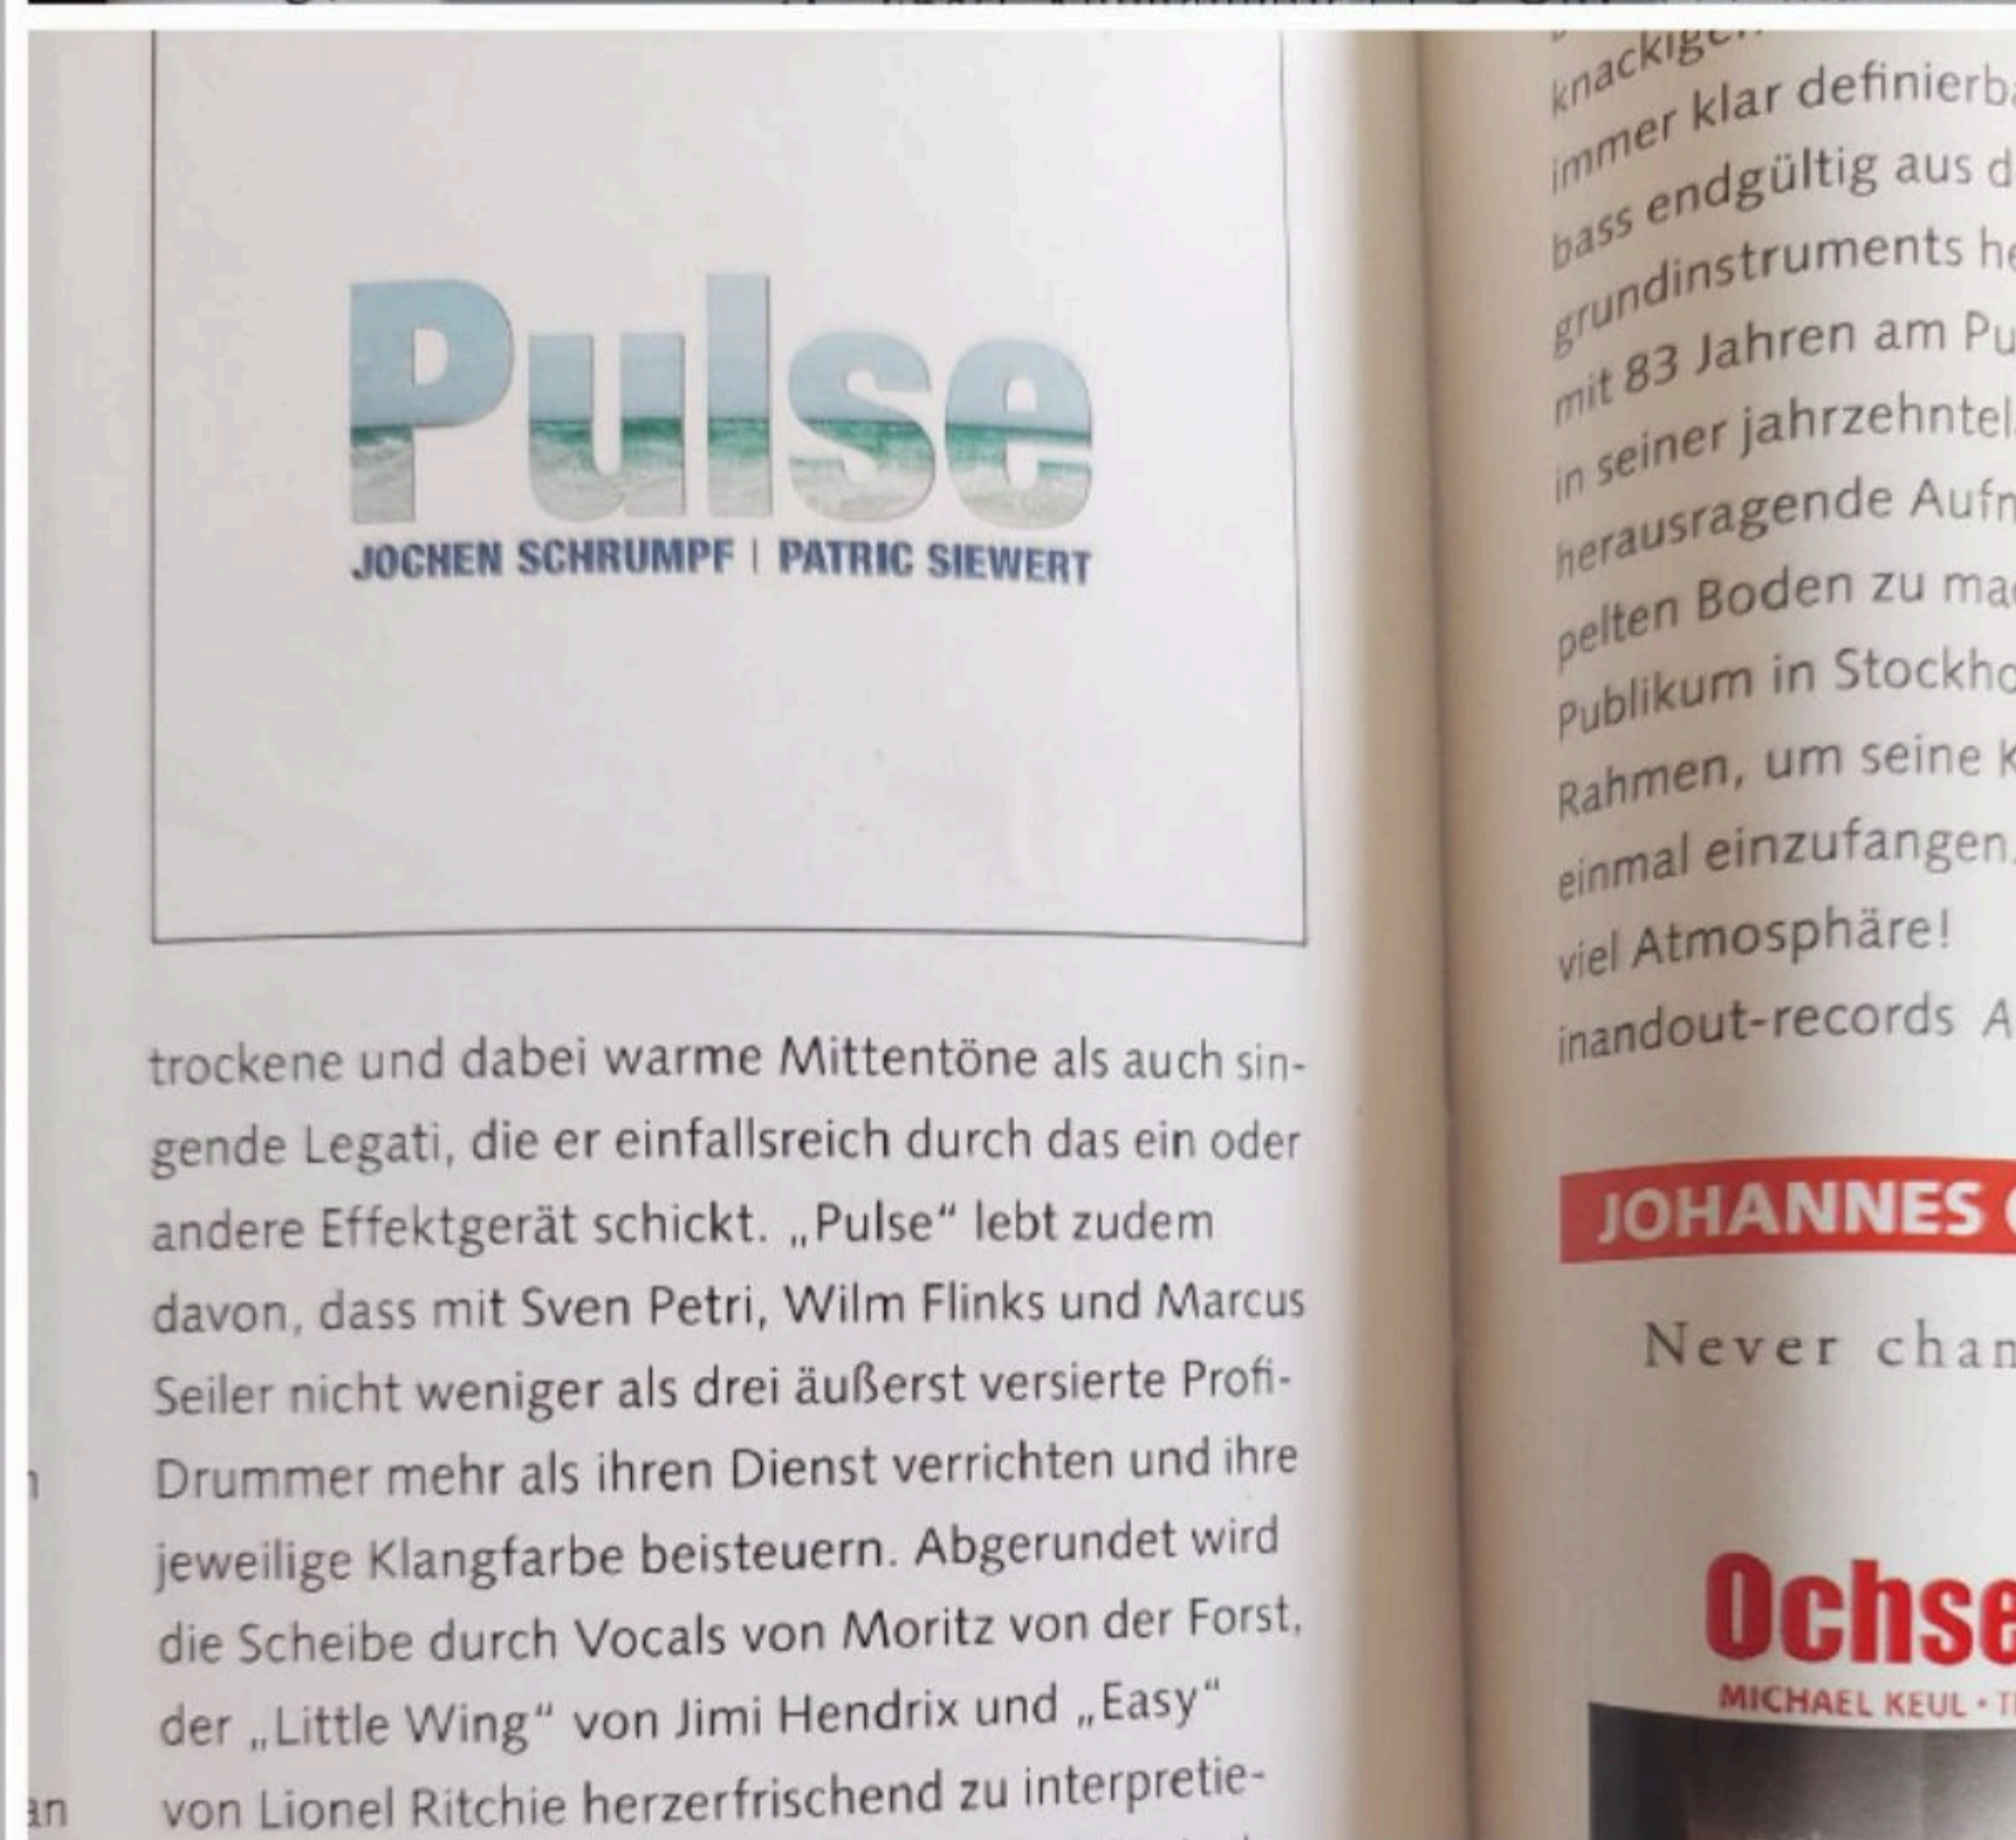 Pulse
JOCHEN SCHRUMPF | PATRIC SIEWERT
trockene und dabei warme Mittentöne als auch sin-
gende Legati, die er einfallsreich durch das ein oder
andere Effektgerät schickt. „Pulse“ lebt zudem
davon, dass mit Sven Petri, Wilm Flinks und Marcus
Seiler nicht weniger als drei äußerst versierte Profi-
Drummer mehr als ihren Dienst verrichten und ihre
jeweilige Klangfarbe beisteuern. Abgerundet wird
die Scheibe durch Vocals von Moritz von der Forst,
der „Little Wing“ von Jimi Hendrix und „Easy“
von Lionel Ritchie herzerfrischend zu interpretie-
immer klar definierb
bass endgültig aus d
grundinstruments he
mit 83 Jahren am Pu
in seiner jahrzehntel
herausragende Aufn
pelten Boden zu ma
Publikum in Stockho
Rahmen, um seine K
einmal einzufangen.
viel Atmosphäre!
inandout-records A
JOHANNES
Never chan
Ochse
MICHAEL KEUL • T